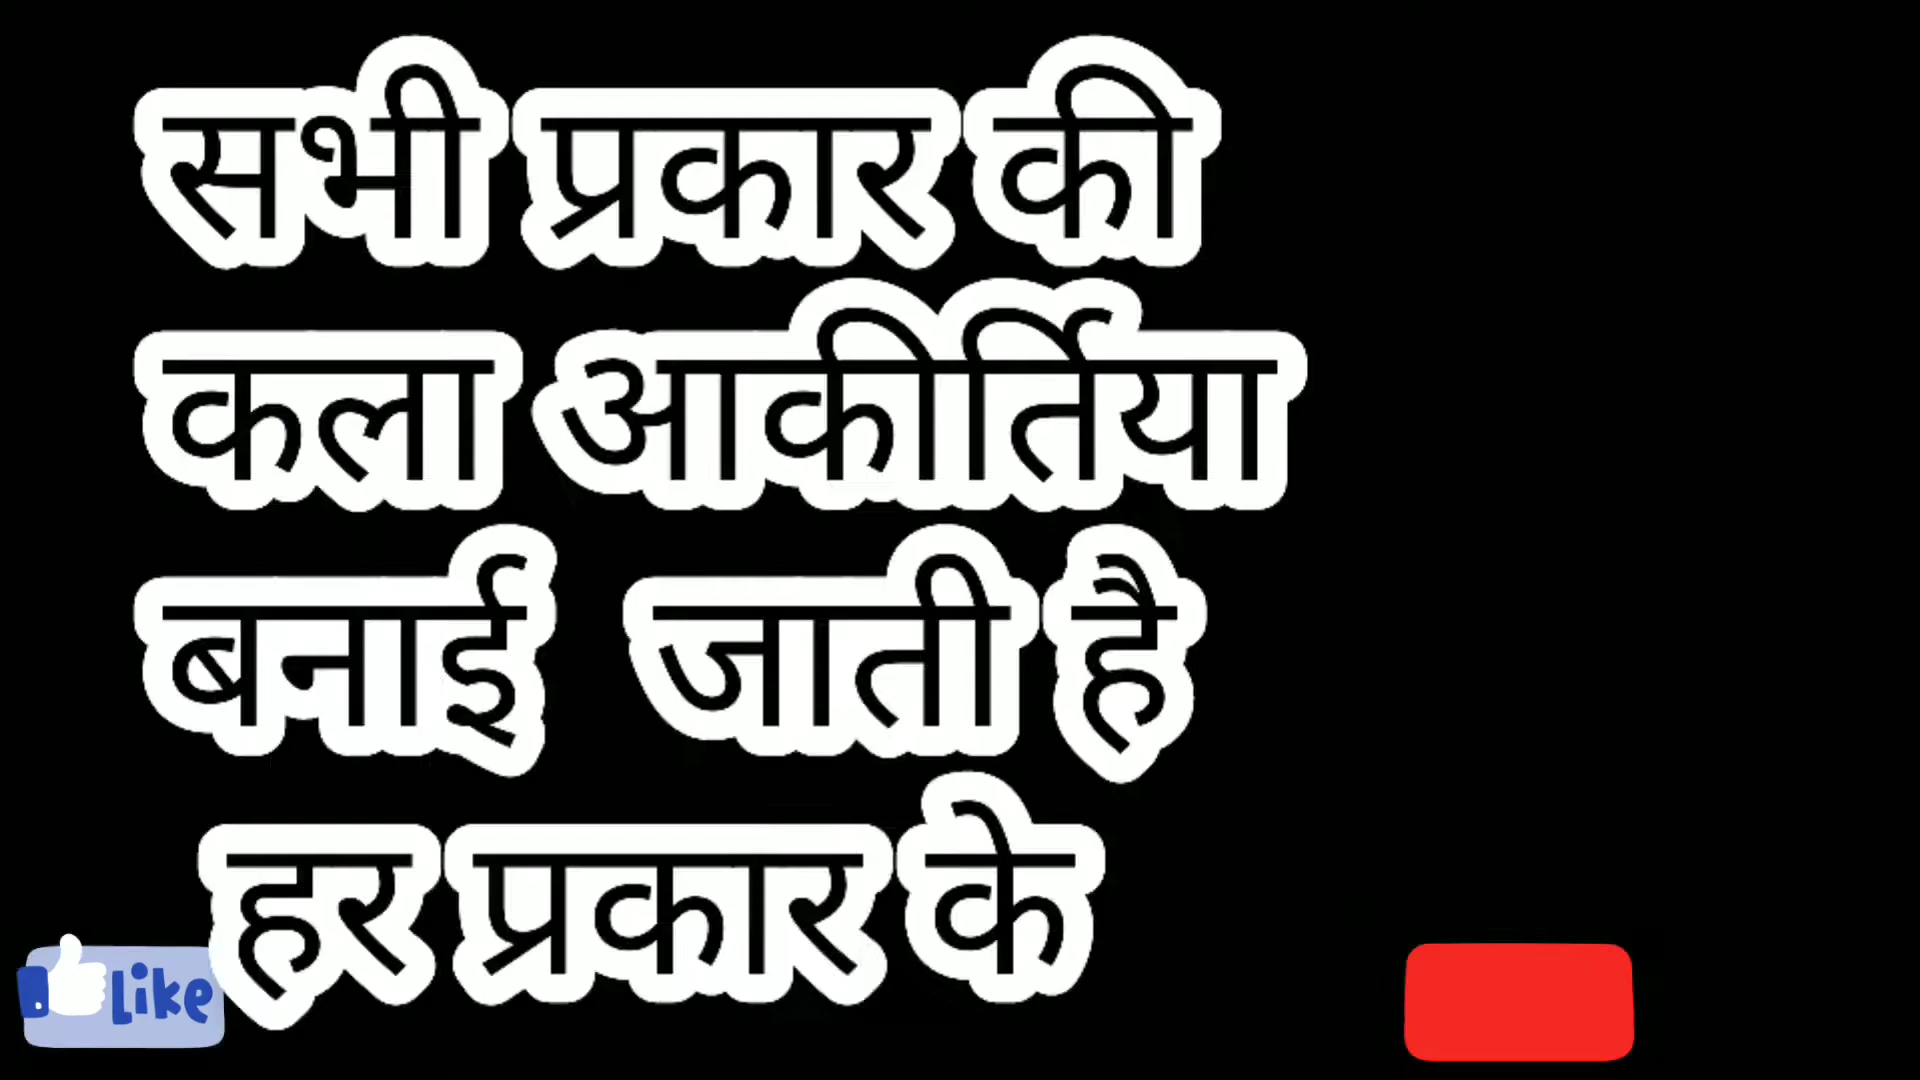 सभी प्रकार की
कला आकीर्तिया
बनाई जाती है
हर प्रकार के
like